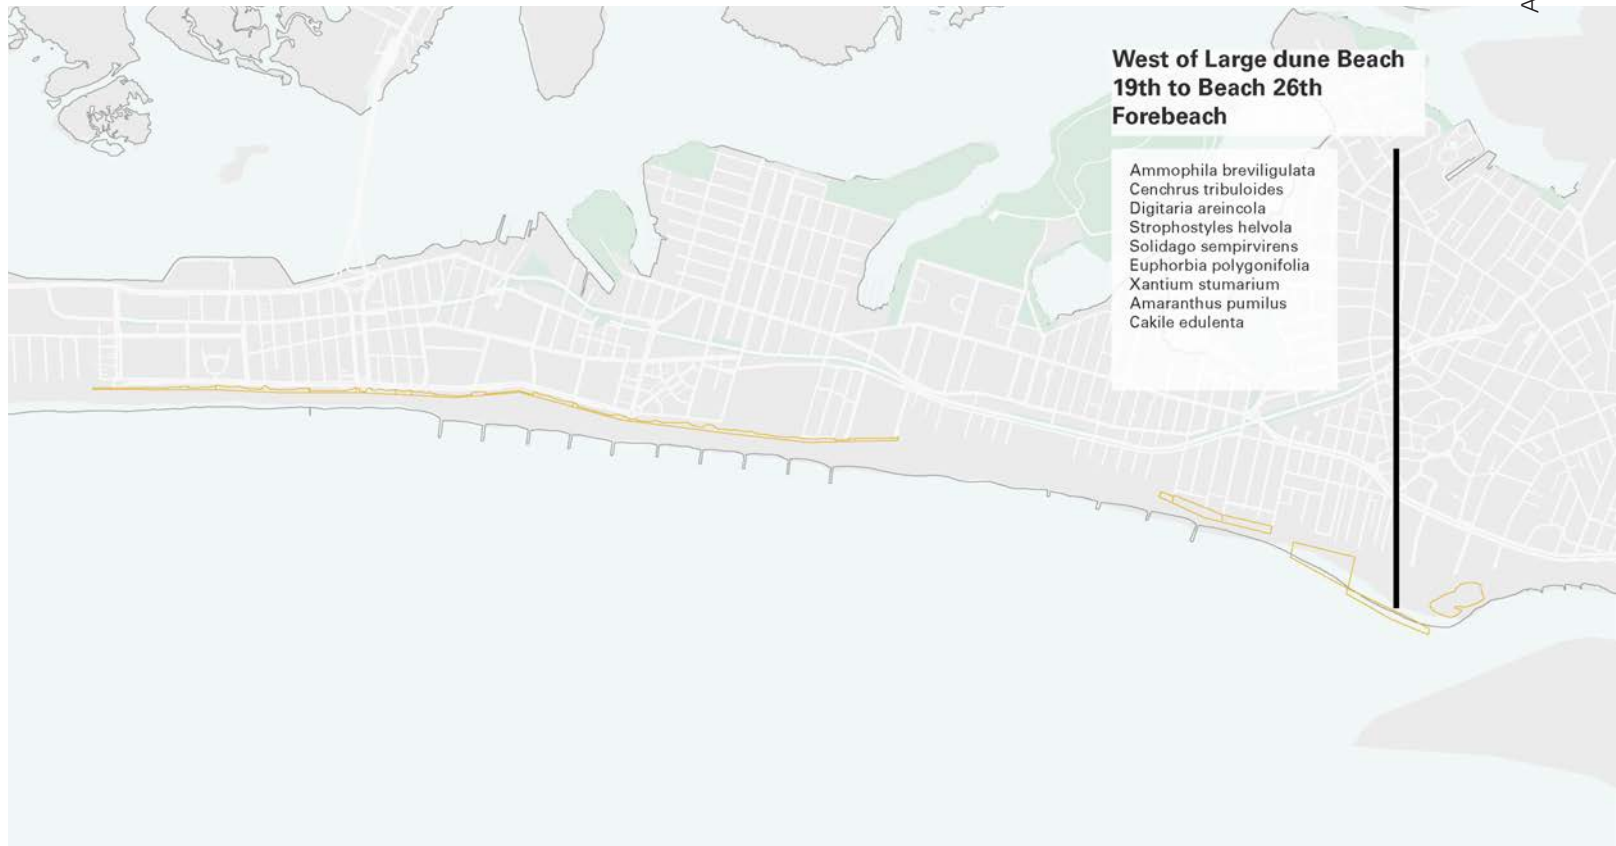 A
West of Large dune Beach
19th to Beach 26th
Forebeach
Ammophila breviligulata
Cenchrus tribuloides
Digitaria areincola
Strophostyles helvola
Solidago sempirvirens
Euphorbia polygonifolia
Xantium stumarium
Amaranthus pumilus
Cakile edulenta